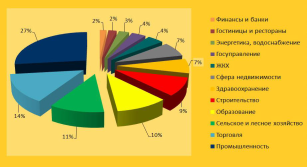 2%
2%
3%
4%
4%
7%
7%
9%
10%
11%
14%
27%
Финансы и банки
Гостиницы и рестораны
Энергетика, водоснабжение
Госуправление
ЖКХ
Сфера недвижимости
Здравоохранение
Строительство
Образование
Сельское и лесное хозяйство
Торговля
Промышленность